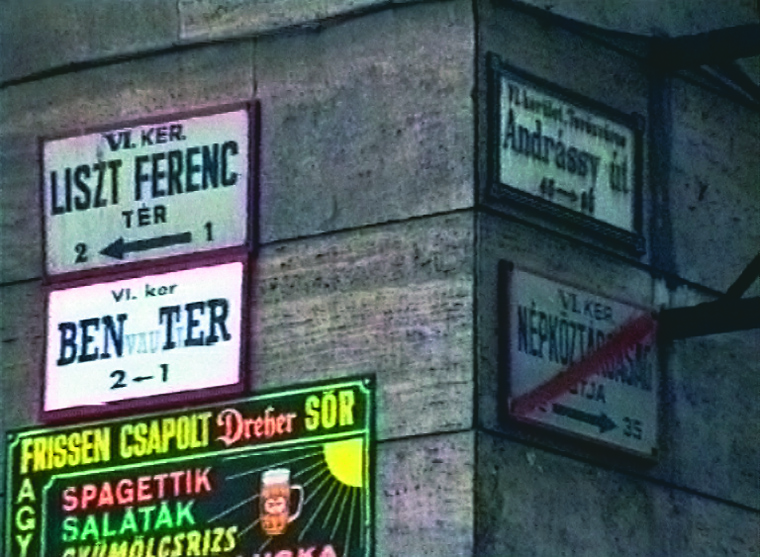 VI. KER.
LISZT FERENC
TÉR
2 1
VI. ker
BEN VAU TER
2-1
FRISSEN CSAPOLT Dreher SÖR
SPAGETTIK
SALÁTÁK
GYÜMÖLCSRIZS
VI. kerület, Terézváros
Andrássy út
VI. KER.
NÉPKÖZTÁRSASÁG
ÚTJA
35